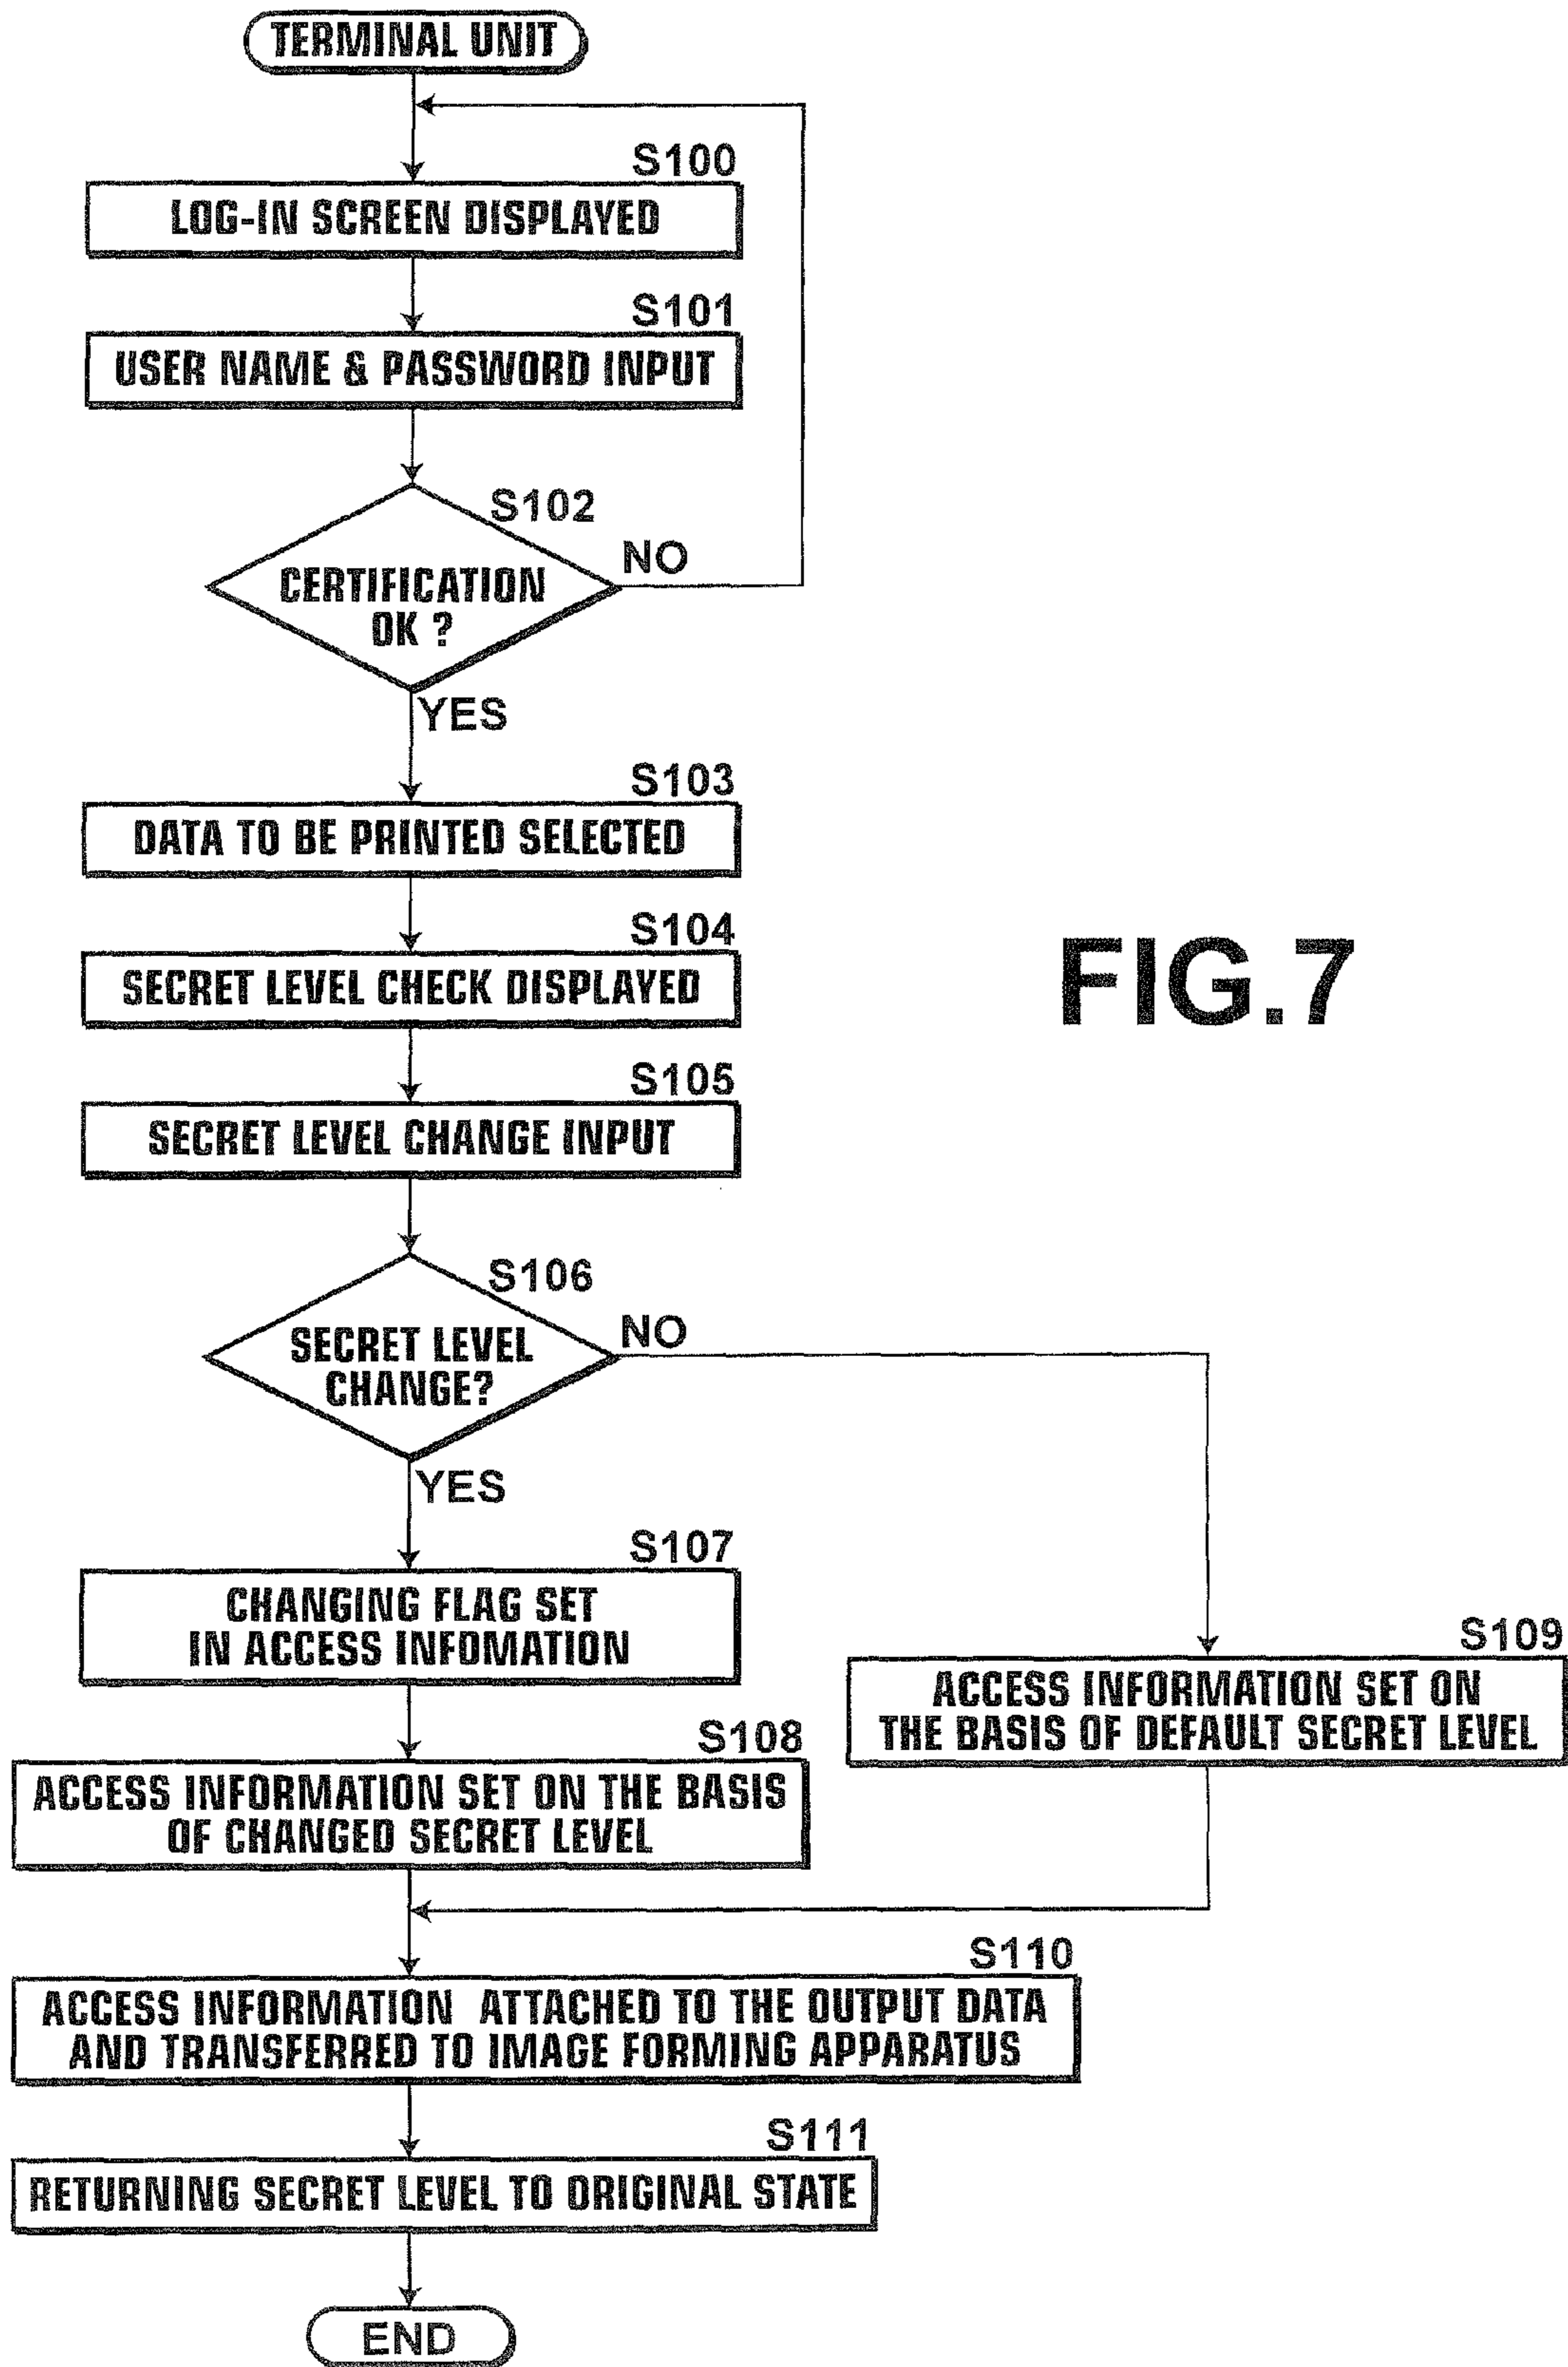 TERMINAL UNIT
S100
LOG-IN SCREEN DISPLAYED
S101
USER NAME & PASSWORD INPUT
S102
CERTIFICATION
OK ?
NO
YES
S103
DATA TO BE PRINTED SELECTED
S104
SECRET LEVEL CHECK DISPLAYED
FIG.7
S105
SECRET LEVEL CHANGE INPUT
S106
SECRET LEVEL
CHANGE?
NO
YES
S107
CHANGING FLAG SET
IN ACCESS INFOMATION
S108
ACCESS INFORMATION SET ON THE BASIS
OF CHANGED SECRET LEVEL
S109
ACCESS INFORMATION SET ON
THE BASIS OF DEFAULT SECRET LEVEL
S110
ACCESS INFORMATION ATTACHED TO THE OUTPUT DATA
AND TRANSFERRED TO IMAGE FORMING APPARATUS
S111
RETURNING SECRET LEVEL TO ORIGINAL STATE
END